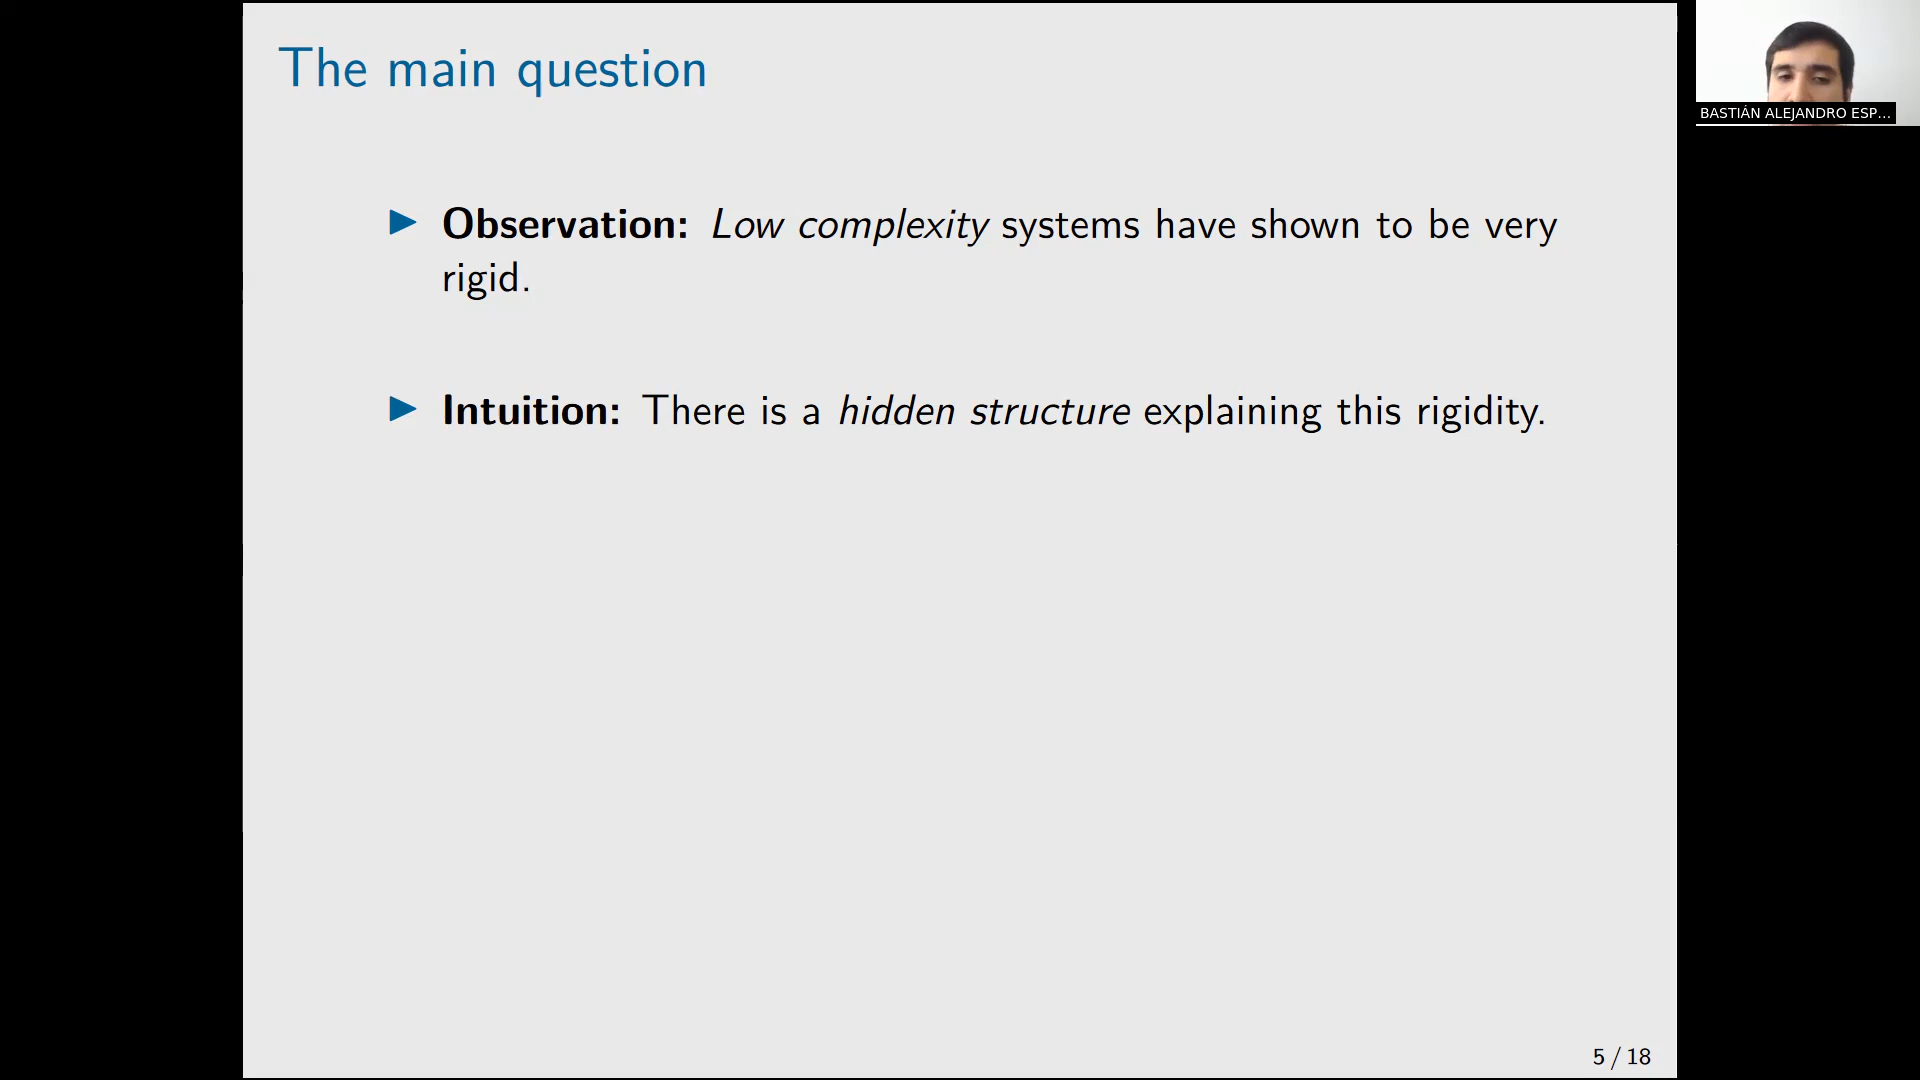 The main question
BASTIÁN ALEJANDRO ESP...
▶ Observation: Low complexity systems have shown to be very
rigid.
▶ Intuition: There is a hidden structure explaining this rigidity.
5 / 18